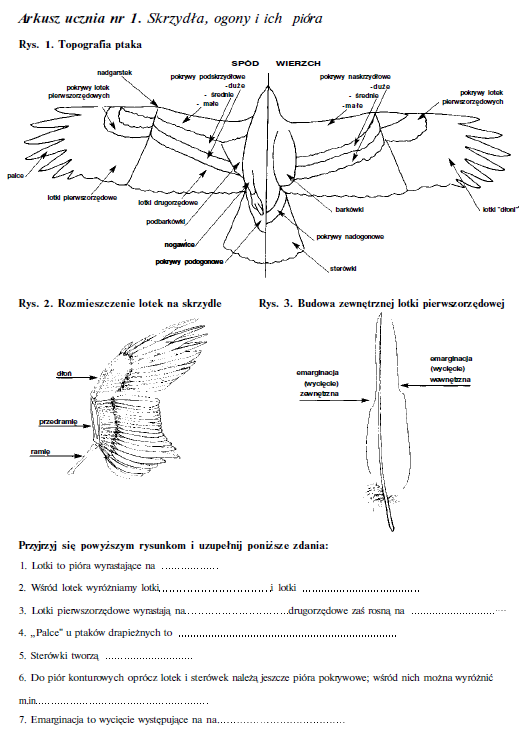 Arkusz ucznia nr 1. Skrzydła, ogony i ich pióra
Rys. 1. Topografia ptaka
SPÓD WIERZCH
nadgarstek
pokrywy podskrzydłowe
-duże
- średnie
- małe
pokrywy naskrzydłowe
-duże
- średnie
-małe
pokrywy lotek
pierwszorzędowych
pokrywy lotek
pierwszorzędowych
palce
lotki pierwszorzędowe
lotki drugorzędowe
podbarkówki
nogawice
pokrywy podogonowe
barkówki
pokrywy nadogonowe
sterówki
lotki "dłoni"
Rys. 2. Rozmieszczenie lotek na skrzydle
Rys. 3. Budowa zewnętrznej lotki pierwszorzędowej
dłoń
przedramię
ramię
emarginacja
(wycięcie)
zewnętrzna
emarginacja
(wycięcie)
wewnętrzna
Przyjrzyj się powyższym rysunkom i uzupełnij poniższe zdania:
1. Lotki to pióra wyrastające na ..................
2. Wśród lotek wyróżniamy lotki....................................i lotki ......................................
3. Lotki pierwszorzędowe wyrastają na..................................drugorzędowe zaś rosną na ..............................
4. „Palce" u ptaków drapieżnych to ......................................................................
5. Sterówki tworzą ............................
6. Do piór konturowych oprócz lotek i sterówek należą jeszcze pióra pokrywowe; wśród nich można wyróżnić
m.in.......................................................
7. Emarginacja to wycięcie występujące na na.........................................